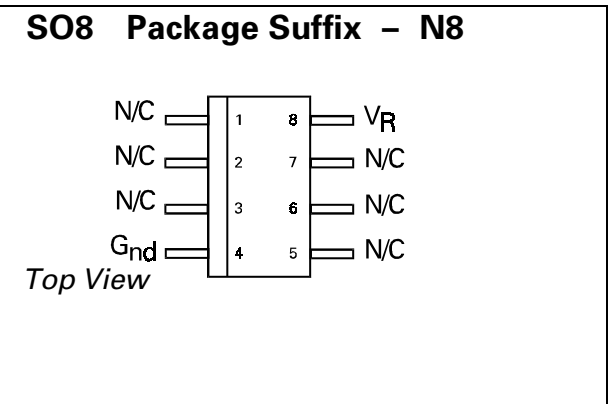 SO8 Package Suffix – N8
N/C 1 8 VR
N/C 2 7 N/C
N/C 3 6 N/C
Gnd 4 5 N/C
Top View